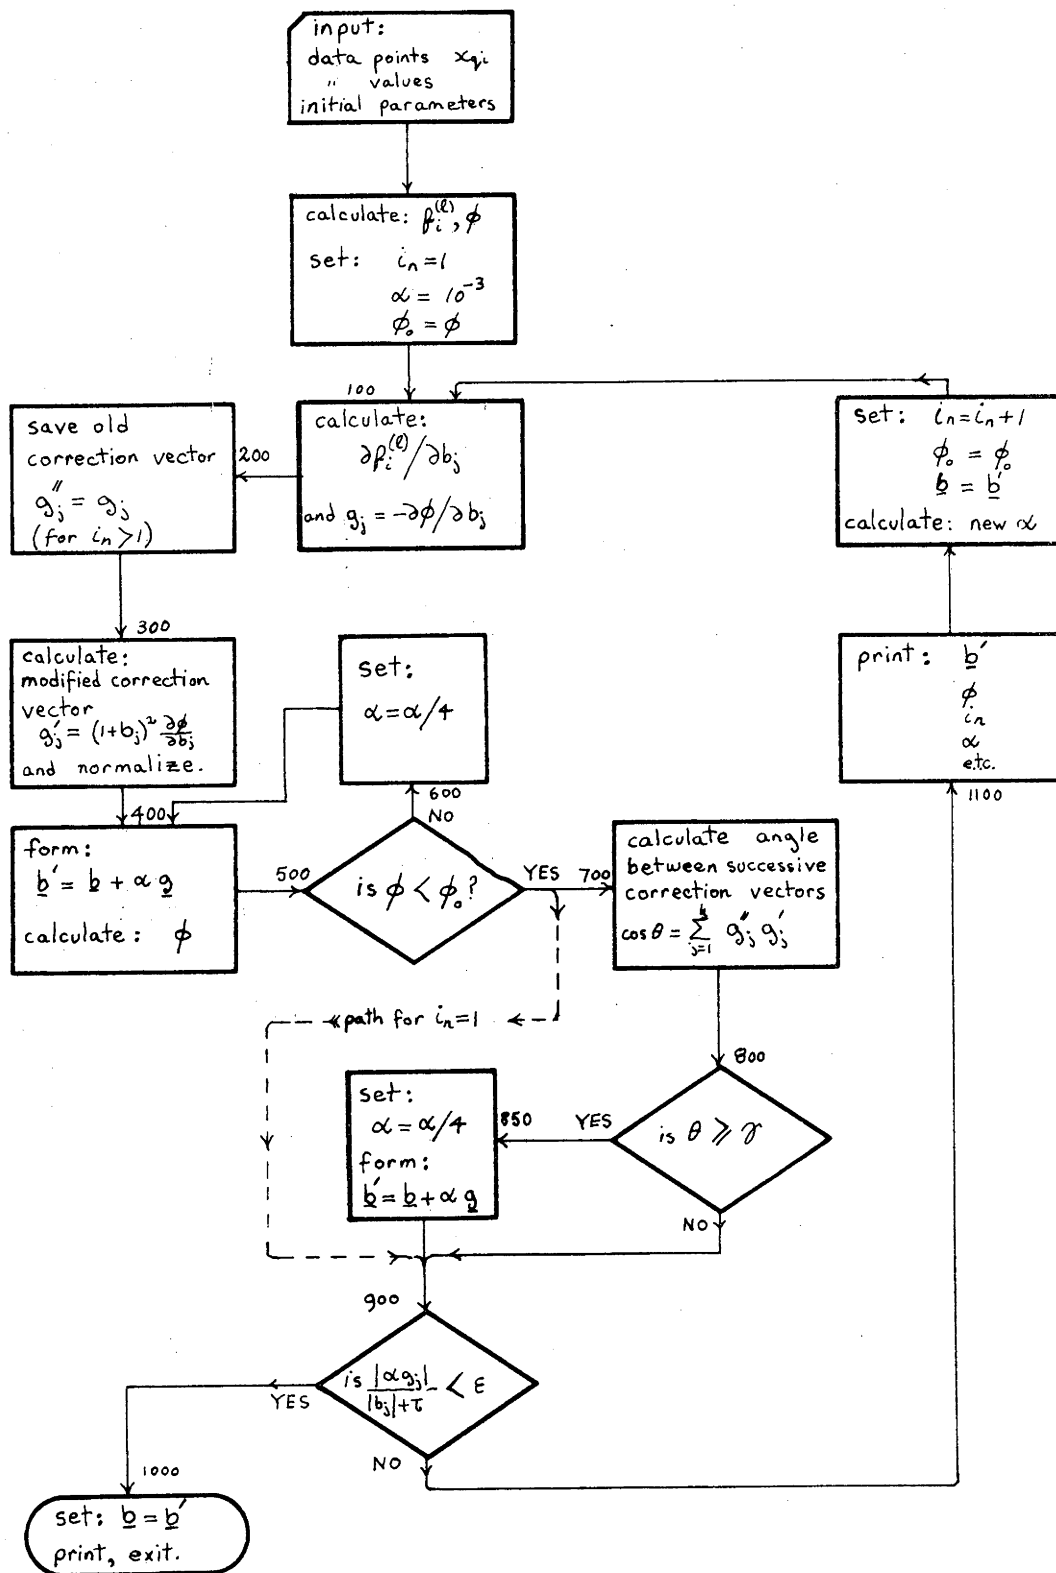 input:
data points x_qi
" values
initial parameters
calculate: f_i^(l), ϕ
set: i_n = 1
α = 10^-3
ϕ_o = ϕ
100
calculate:
∂f_i^(l)/∂b_j
and g_j = -∂ϕ/∂b_j
200
save old
correction vector
g_j'' = g_j
(for i_n > 1)
300
calculate:
modified correction
vector
g_j' = (1+b_j)^2 ∂ϕ/∂b_j
and normalize.
400
form:
b' = b + α g
calculate: ϕ
500
is ϕ < ϕ_o?
NO
600
set:
α = α/4
YES
700
calculate angle
between successive
correction vectors
cos θ = Σ_{j=1}^{k} g_j'' g_j'
path for i_n = 1
800
is θ ⩾ γ
YES
850
set:
α = α/4
form:
b' = b + α g
NO
900
is |α g_j| / |b_j| + τ < ε
YES
1000
set: b = b'
print, exit.
NO
1100
print: b'
ϕ
i_n
α
etc.
set: i_n = i_n + 1
ϕ_o = ϕ_o
b = b'
calculate: new α